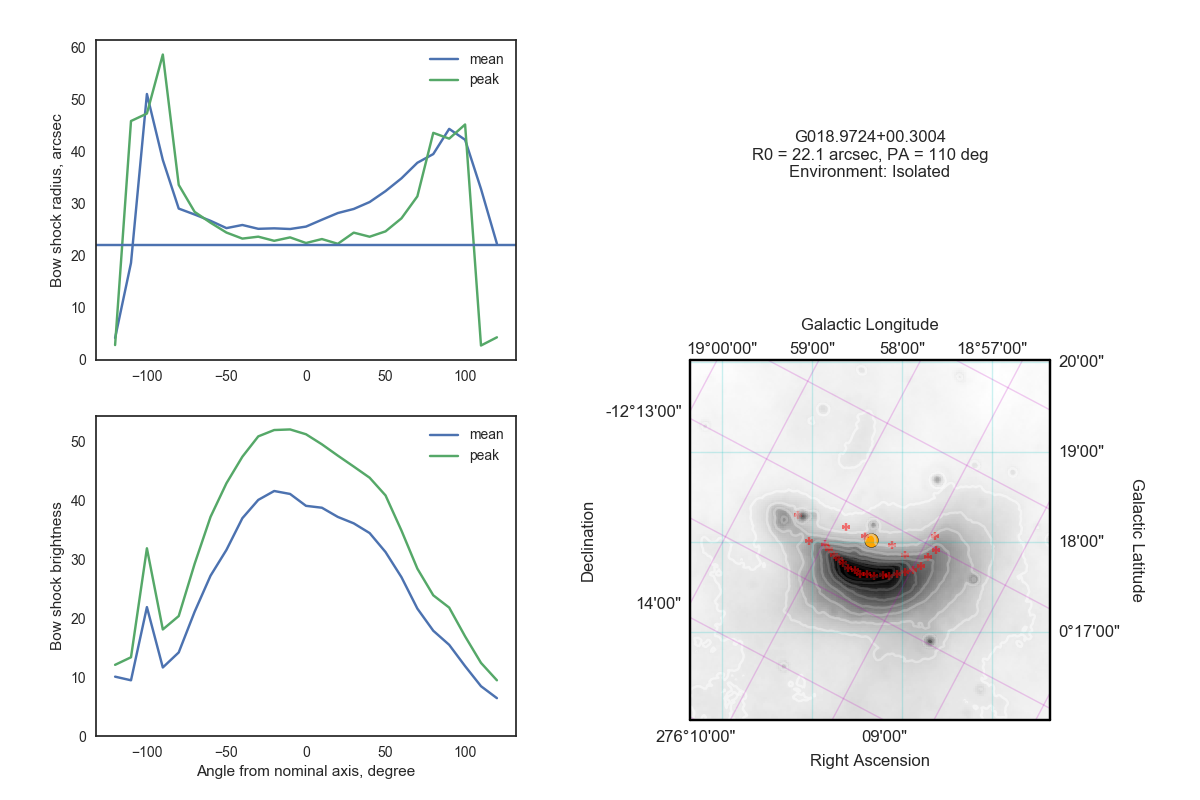 60
50
40
30
20
10
0
−100
−50
0
50
100
Bow shock radius, arcsec
mean
peak
50
40
30
20
10
0
−100
−50
0
50
100
Bow shock brightness
Angle from nominal axis, degree
mean
peak
G018.9724+00.3004
R0 = 22.1 arcsec, PA = 110 deg
Environment: Isolated
Galactic Longitude
19°00'00" 59'00" 58'00" 18°57'00"
20'00"
19'00"
18'00"
0°17'00"
Galactic Latitude
-12°13'00"
14'00"
Declination
276°10'00" 09'00"
Right Ascension